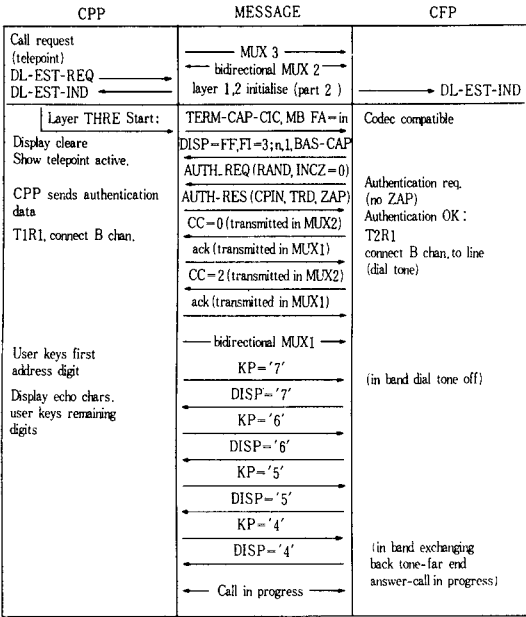 CPP MESSAGE CFP
Call request
(telepoint)
DL-EST-REQ
DL-EST-IND
MUX 3
bidirectional MUX 2
layer 1,2 initialise (part 2 )
DL-EST-IND
Layer THRE Start:
TERM-CAP-CIC, MB FA=in
Codec compatible
Display cleare
Show telepoint active.
DISP=FF,FI=3;n,1,BAS-CAP
AUTH_REQ (RAND, INCZ=0)
Authentication req.
(no ZAP)
CPP sends authentication
data
AUTH-RES (CPIN, TRD, ZAP)
Authentication OK:
T1R1, connect B chan.
CC=0 (transmitted in MUX2)
T2R1
connect B chan. to line
(dial tone)
ack (transmitted in MUX1)
CC=2 (transmitted in MUX2)
ack (transmitted in MUX1)
bidirectional MUX1
User keys first
address digit
KP='7'
(in band dial tone off)
Display echo chars.
user keys remaining
digits
DISP='7'
KP='6'
DISP='6'
KP='5'
DISP='5'
KP='4'
DISP='4'
(in band exchanging
back tone-far end
answer-call in progress)
Call in progress